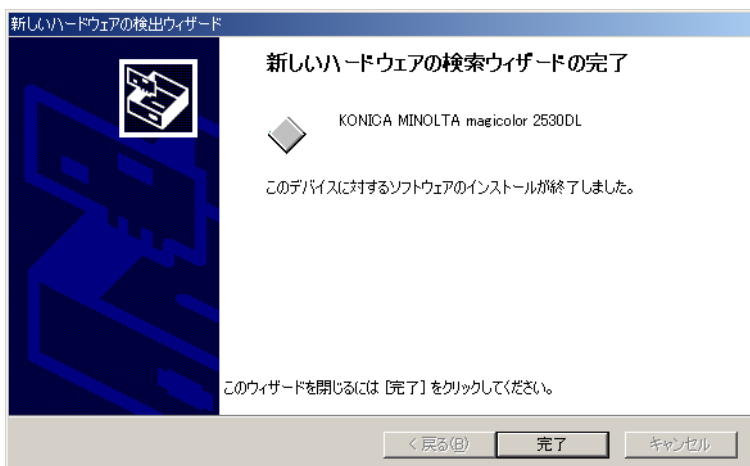 新しいハードウェアの検出ウィザード
新しいハードウェアの検索ウィザードの完了
KONICA MINOLTA magicolor 2530DL
このデバイスに対するソフトウェアのインストールが終了しました。
このウィザードを閉じるには [完了] をクリックしてください。
< 戻る(B) 完了 キャンセル